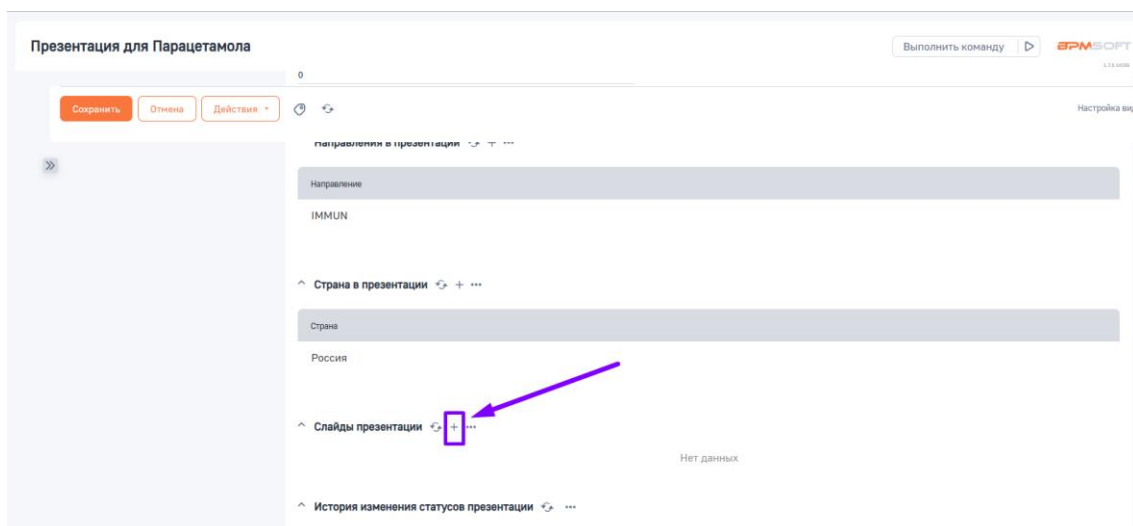 Презентация для Парацетамола
Выполнить команду
BPMSOFT
0
Сохранить Отмена Действия
Настройка вид
Направления в презентации
Направление
IMMUN
Страна в презентации
Страна
Россия
Слайды презентации
Нет данных
История изменения статусов презентации